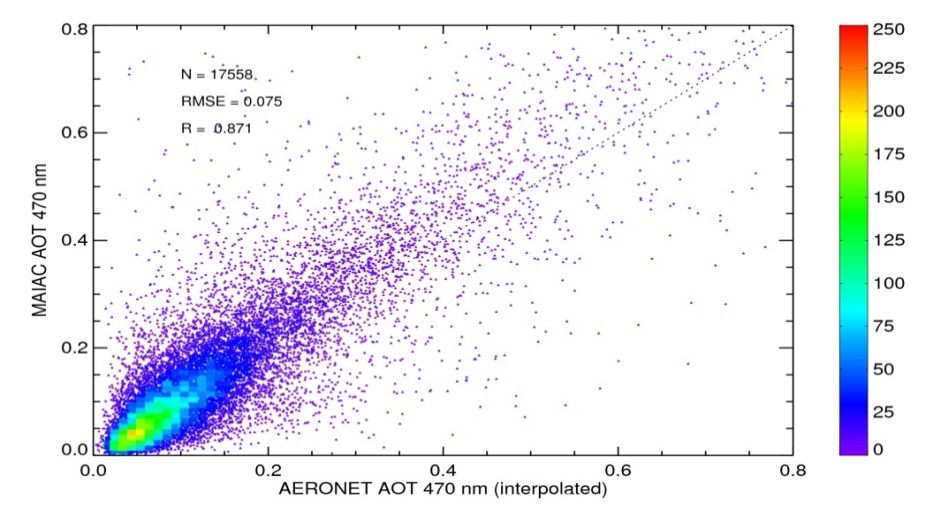 0.8
0.6
0.4
0.2
0.0
MAIAC AOT 470 nm
N = 17558
RMSE = 0.075
R = 0.871
0.0 0.2 0.4 0.6 0.8
AERONET AOT 470 nm (interpolated)
250
225
200
175
150
125
100
75
50
25
0